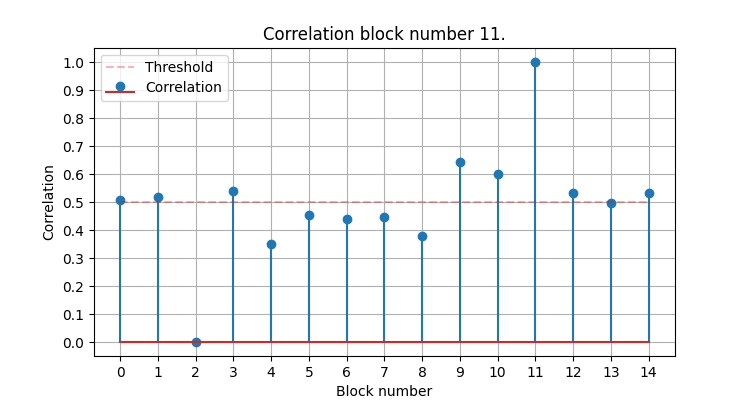 Correlation block number 11.
Threshold
Correlation
Correlation
1.0
0.9
0.8
0.7
0.6
0.5
0.4
0.3
0.2
0.1
0.0
0 1 2 3 4 5 6 7 8 9 10 11 12 13 14
Block number